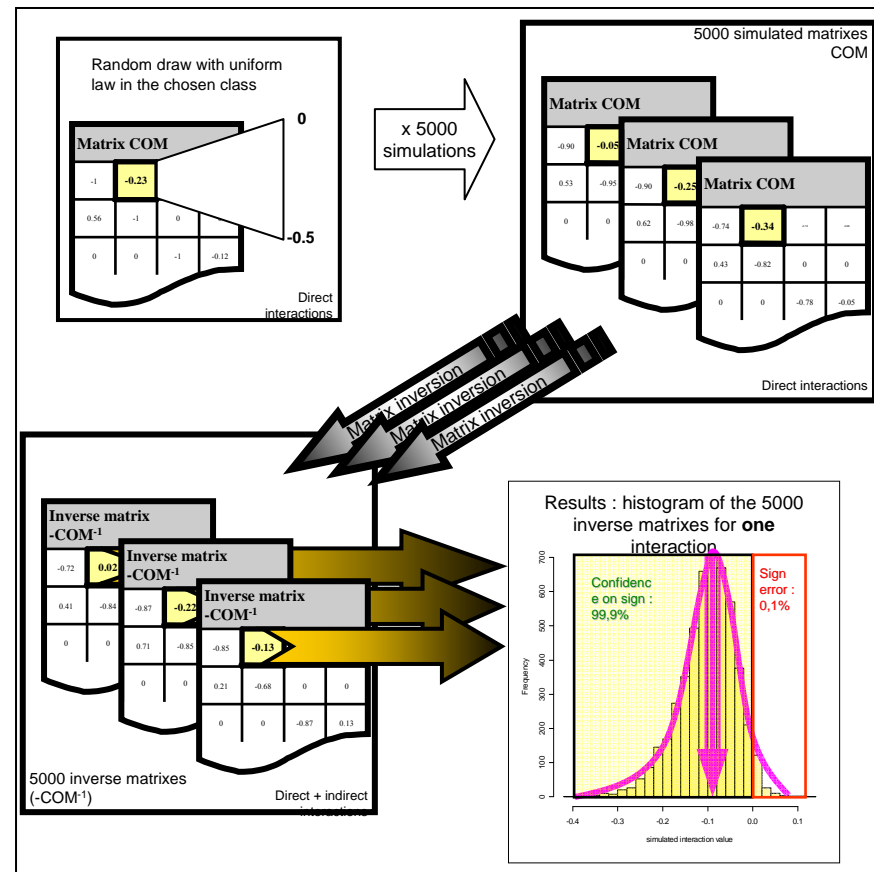 Random draw with uniform
law in the chosen class
0
Matrix COM
-1 -0.23
0.56 -1 0
0 0 -1 -0.12
-0.5
Direct
interactions
x 5000
simulations
5000 simulated matrixes
COM
Matrix COM
-0.90 -0.05
0.53 -0.95
0 0
Matrix COM
-0.90 -0.25
0.62 -0.98
0 0
Matrix COM
-0.74 -0.34 -- --
0.43 -0.82 0 0
0 0 -0.78 -0.05
Direct interactions
Matrix inversion
Matrix inversion
Matrix inversion
Inverse matrix
-COM-1
-0.72 0.02
0.41 -0.84
0 0
Inverse matrix
-COM-1
-0.87 -0.22
0.71 -0.85
0 0
Inverse matrix
-COM-1
-0.85 -0.13
0.21 -0.68 0 0
0 0 -0.87 0.13
5000 inverse matrixes
(-COM-1)
Direct + indirect
interactions
Results : histogram of the 5000
inverse matrixes for one
interaction
Confidenc
e on sign :
99,9%
Sign
error :
0,1%
Frequency
700
600
500
400
300
200
100
0
-0.4 -0.3 -0.2 -0.1 0.0 0.1
simulated interaction value